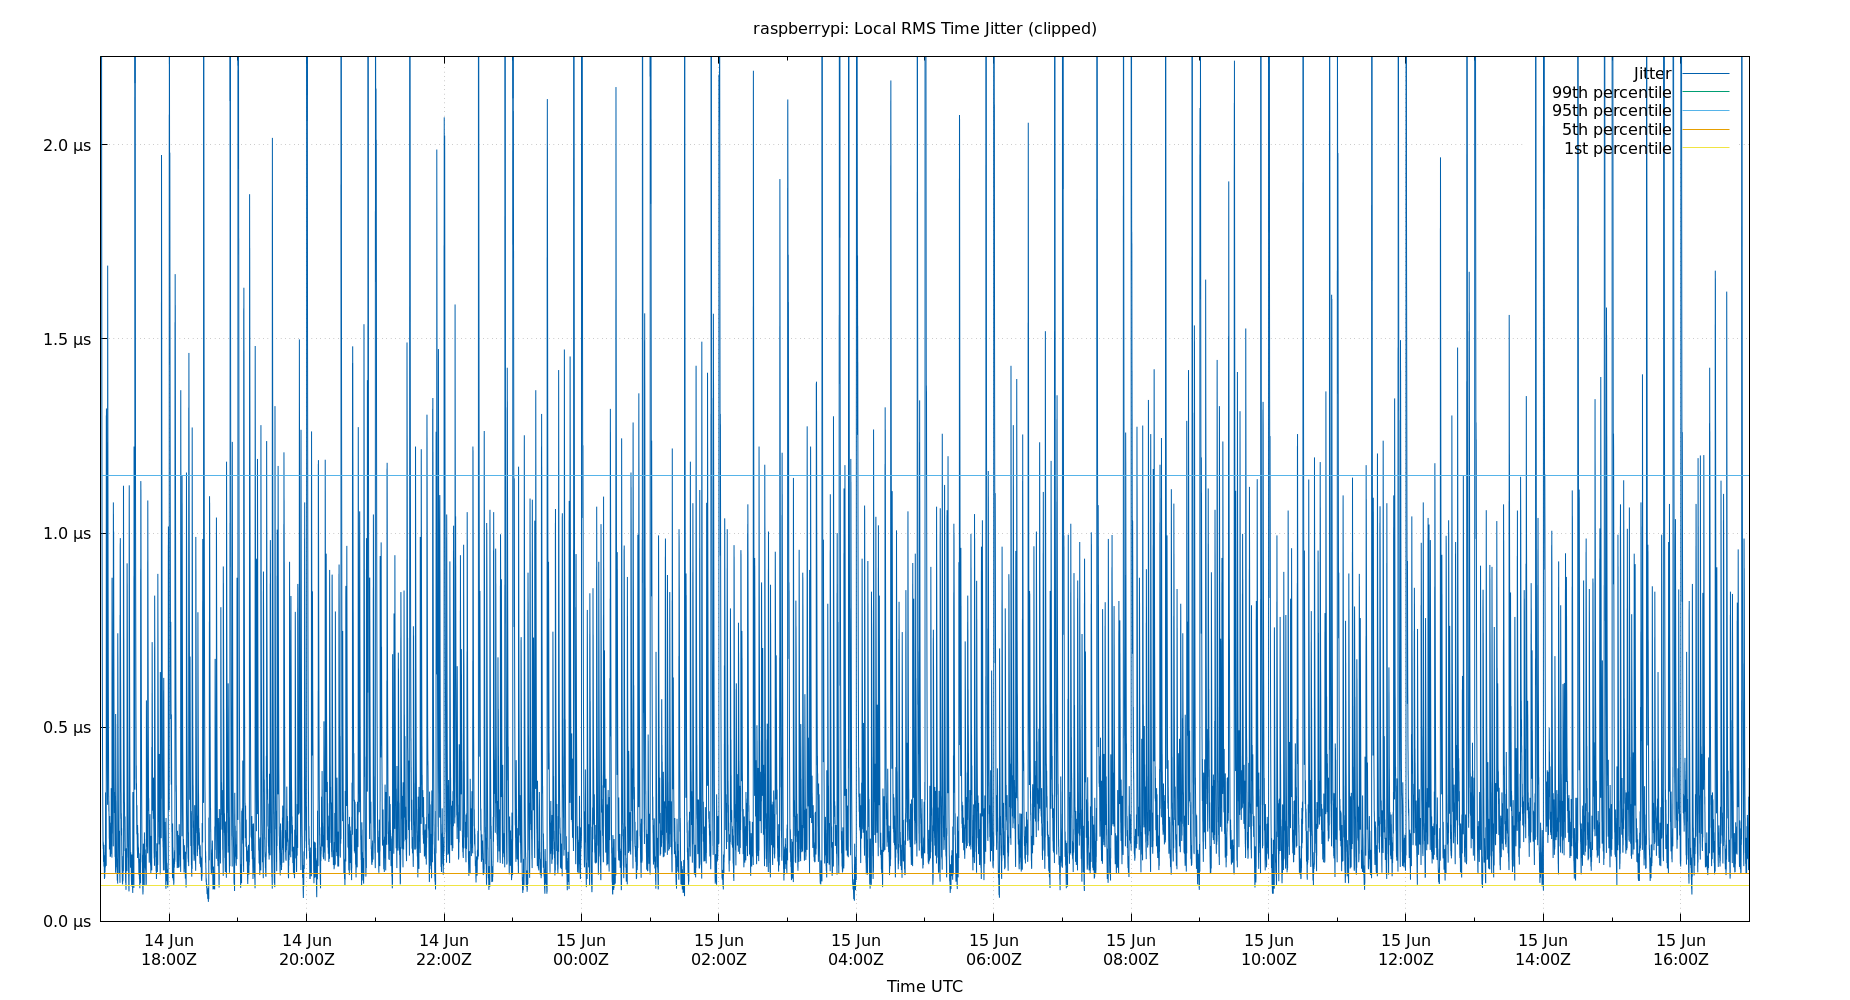 raspberrypi: Local RMS Time Jitter (clipped)
Jitter
99th percentile
95th percentile
5th percentile
1st percentile
2.0 µs
1.5 µs
1.0 µs
0.5 µs
0.0 µs
14 Jun 14 Jun 14 Jun 15 Jun 15 Jun 15 Jun 15 Jun 15 Jun 15 Jun 15 Jun 15 Jun 15 Jun
18:00Z 20:00Z 22:00Z 00:00Z 02:00Z 04:00Z 06:00Z 08:00Z 10:00Z 12:00Z 14:00Z 16:00Z
Time UTC